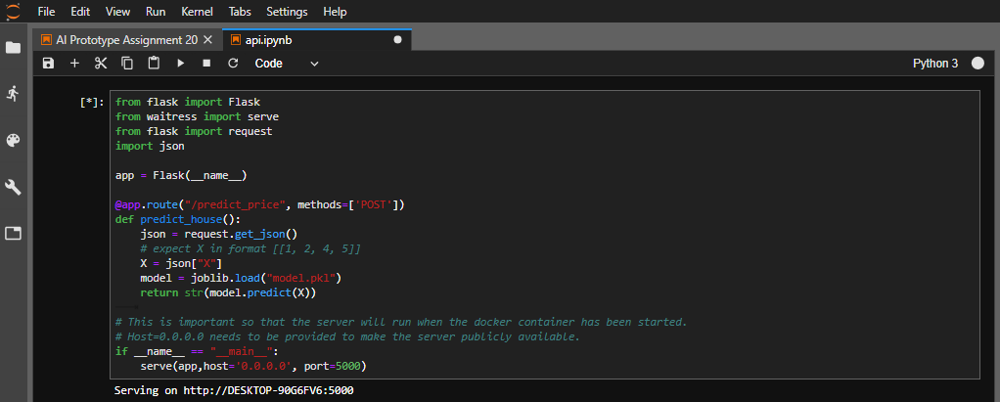 File Edit View Run Kernel Tabs Settings Help
AI Prototype Assignment 20
api.ipynb
Code
Python 3
[*]:
from flask import Flask
from waitress import serve
from flask import request
import json
app = Flask(__name__)
@app.route("/predict_price", methods=['POST'])
def predict_house():
    json = request.get_json()
    # expect X in format [[1, 2, 4, 5]]
    X = json["X"]
    model = joblib.load("model.pkl")
    return str(model.predict(X))
# This is important so that the server will run when the docker container has been started.
# Host=0.0.0.0 needs to be provided to make the server publicly available.
if __name__ == "__main__":
    serve(app,host='0.0.0.0', port=5000)
Serving on http://DESKTOP-90G6FV6:5000